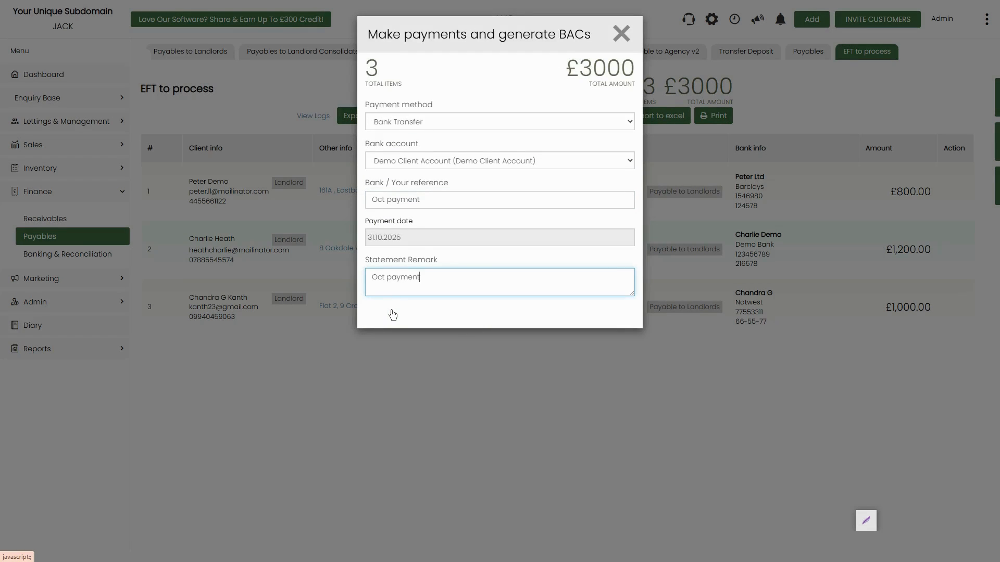 Your Unique Subdomain
JACK
Love Our Software? Share & Earn Up To £300 Credit!
Add
INVITE CUSTOMERS
Admin
Menu
Dashboard
Enquiry Base
Lettings & Management
Sales
Inventory
Finance
Receivables
Payables
Banking & Reconciliation
Marketing
Admin
Diary
Reports
Payables to Landlords
Payables to Landlord Consolidate
ble to Agency v2
Transfer Deposit
Payables
EFT to process
EFT to process
3 £3000
EMS TOTAL AMOUNT
View Logs
Expo
ort to excel
Print
# Client info Other info Bank info Amount Action
1
Peter Demo
Landlord
peter.ll@mailinator.com
4455661122
161A , Eastbo
Payable to Landlords
Peter Ltd
Barclays
1546980
124578
£800.00
2
Charlie Heath
Landlord
heathcharlie@mailinator.com
07885545574
8 Oakdale
Payable to Landlords
Charlie Demo
Demo Bank
123456789
216578
£1,200.00
3
Chandra G Kanth
Landlord
kanth23@gmail.com
09940459063
Flat 2, 9 Cro
Payable to Landlords
Chandra G
Natwest
77553311
66-55-77
£1,000.00
Make payments and generate BACs
3
TOTAL ITEMS
£3000
TOTAL AMOUNT
Payment method
Bank Transfer
Bank account
Demo Client Account (Demo Client Account)
Bank / Your reference
Oct payment
Payment date
31.10.2025
Statement Remark
Oct payment
javascript:;